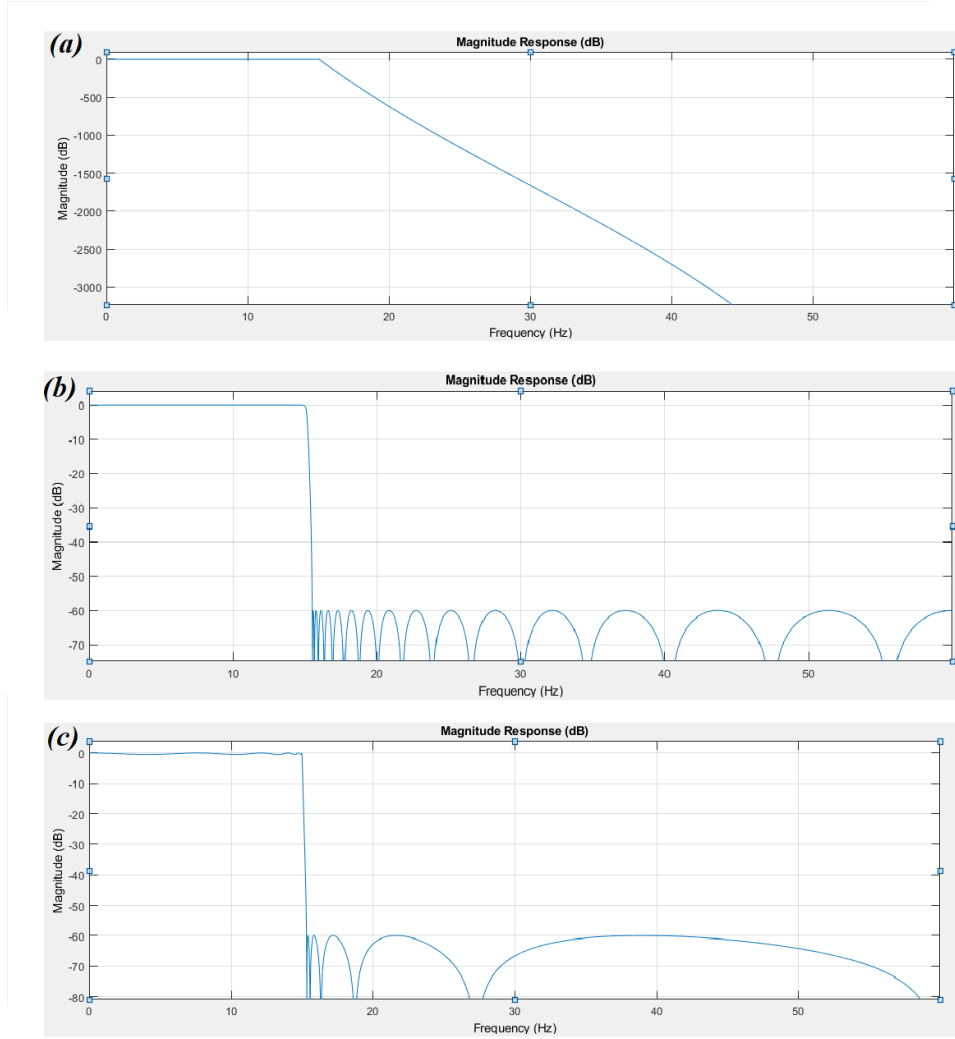 (a)
Magnitude Response (dB)
0
-500
-1000
-1500
-2000
-2500
-3000
Magnitude (dB)
0 10 20 30 40 50
Frequency (Hz)
(b)
Magnitude Response (dB)
0
-10
-20
-30
-40
-50
-60
-70
Magnitude (dB)
0 10 20 30 40 50
Frequency (Hz)
(c)
Magnitude Response (dB)
0
-10
-20
-30
-40
-50
-60
-70
-80
Magnitude (dB)
0 10 20 30 40 50
Frequency (Hz)